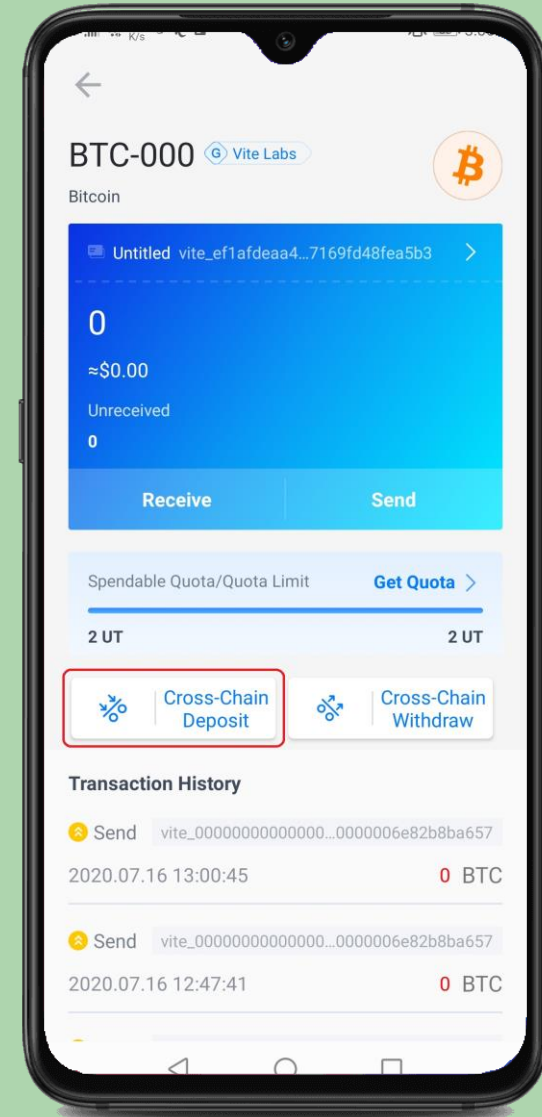 K/s
BTC-000 Vite Labs
Bitcoin
Untitled vite_ef1afdeaa4...7169fd48fea5b3
0
≈$0.00
Unreceived
0
Receive Send
Spendable Quota/Quota Limit Get Quota
2 UT 2 UT
Cross-Chain
Deposit
Cross-Chain
Withdraw
Transaction History
Send vite_00000000000000...0000006e82b8ba657
2020.07.16 13:00:45 0 BTC
Send vite_00000000000000...0000006e82b8ba657
2020.07.16 12:47:41 0 BTC